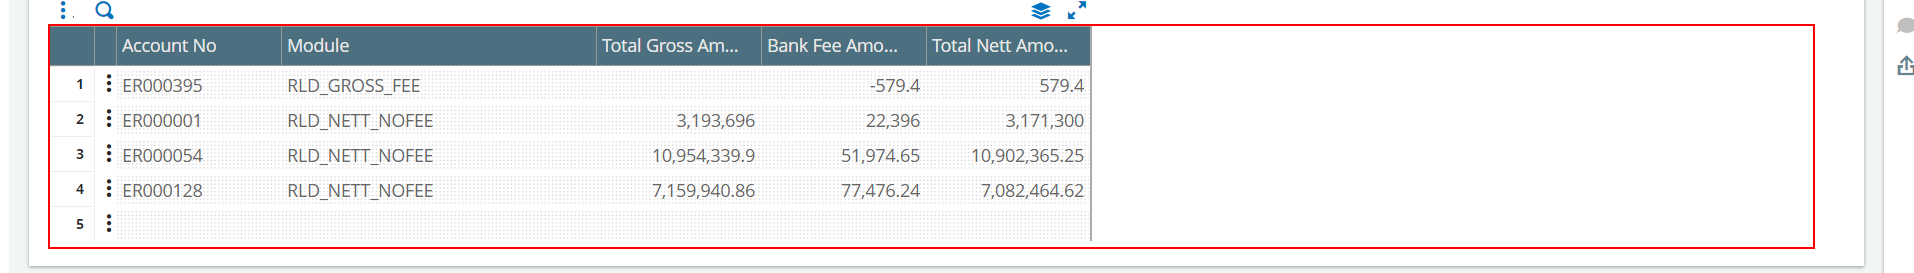 Account No Module Total Gross Am... Bank Fee Amo... Total Nett Amo...
1 ER000395 RLD_GROSS_FEE -579.4 579.4
2 ER000001 RLD_NETT_NOFEE 3,193,696 22,396 3,171,300
3 ER000054 RLD_NETT_NOFEE 10,954,339.9 51,974.65 10,902,365.25
4 ER000128 RLD_NETT_NOFEE 7,159,940.86 77,476.24 7,082,464.62
5